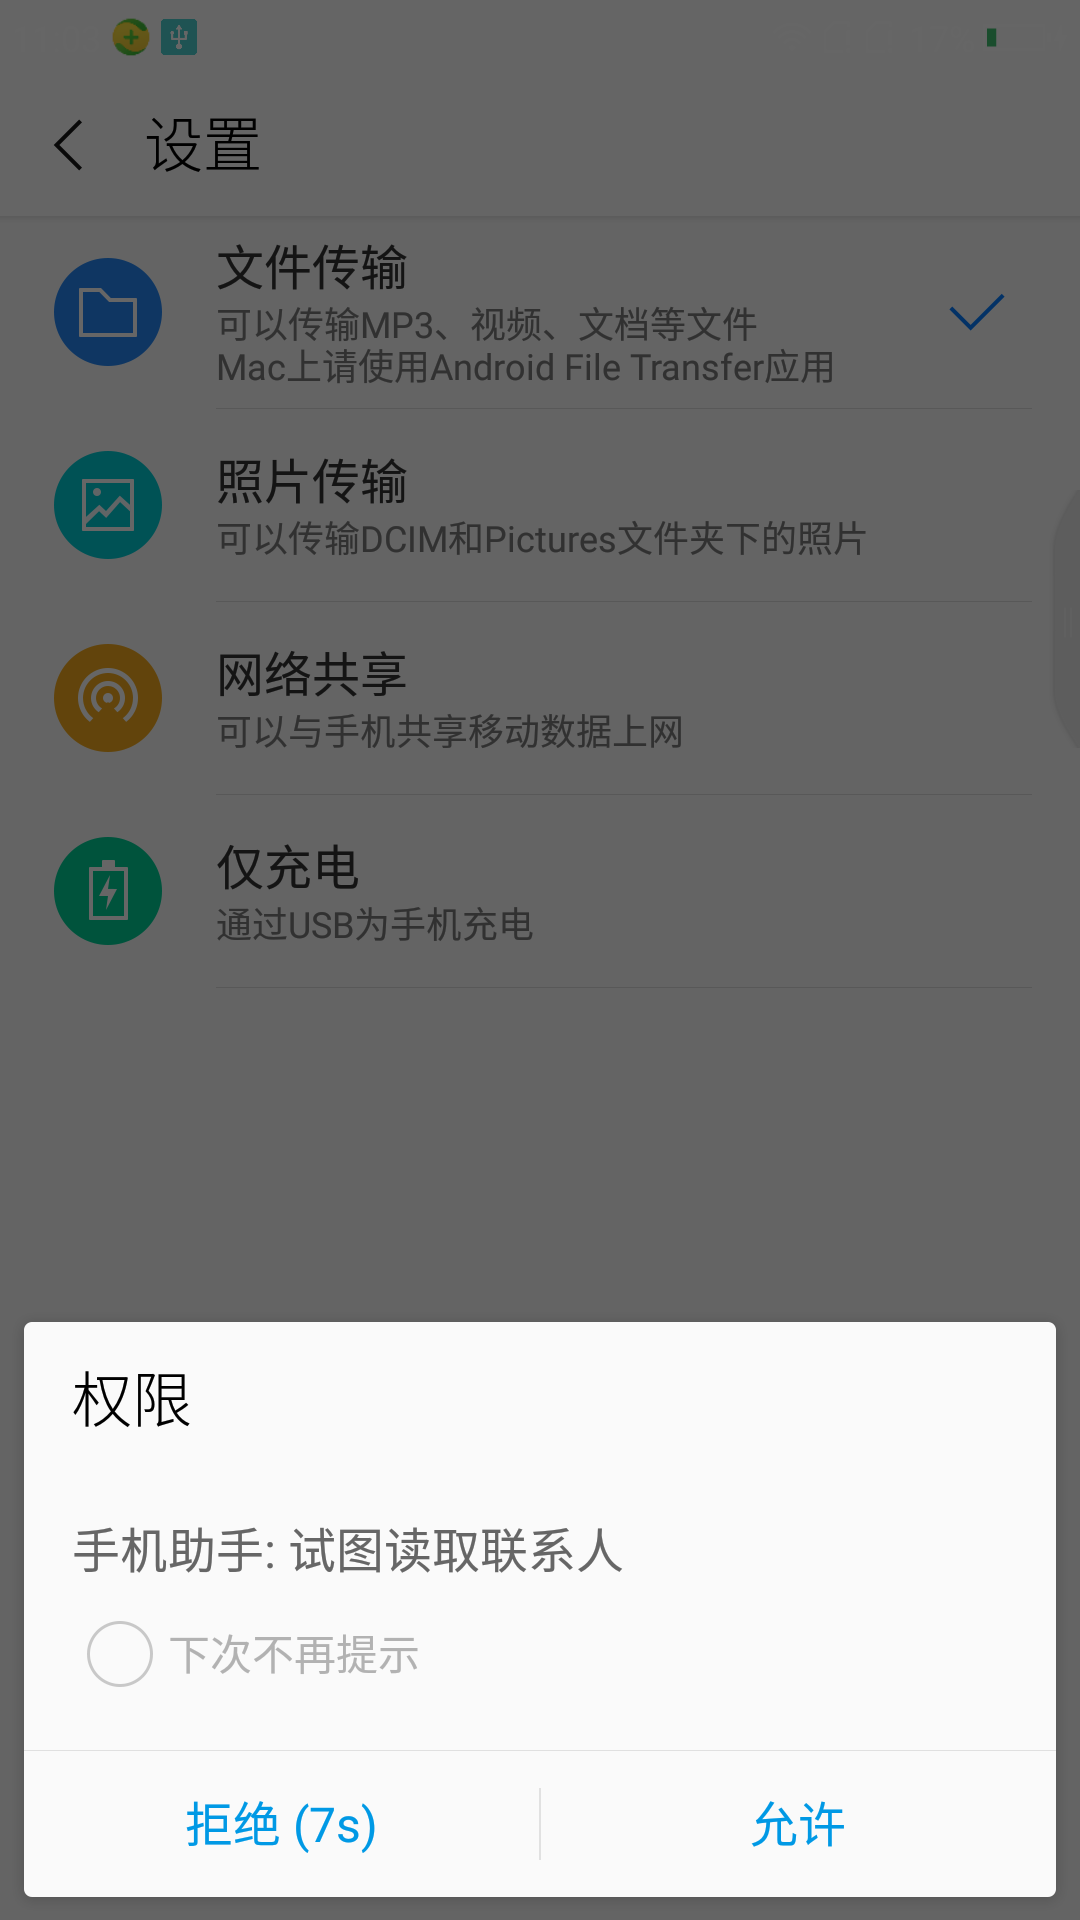 设置
文件传输
可以传输MP3、视频、文档等文件
Mac上请使用Android File Transfer应用
照片传输
可以传输DCIM和Pictures文件夹下的照片
网络共享
可以与手机共享移动数据上网
仅充电
通过USB为手机充电
权限
手机助手: 试图读取联系人
下次不再提示
拒绝 (7s)
允许